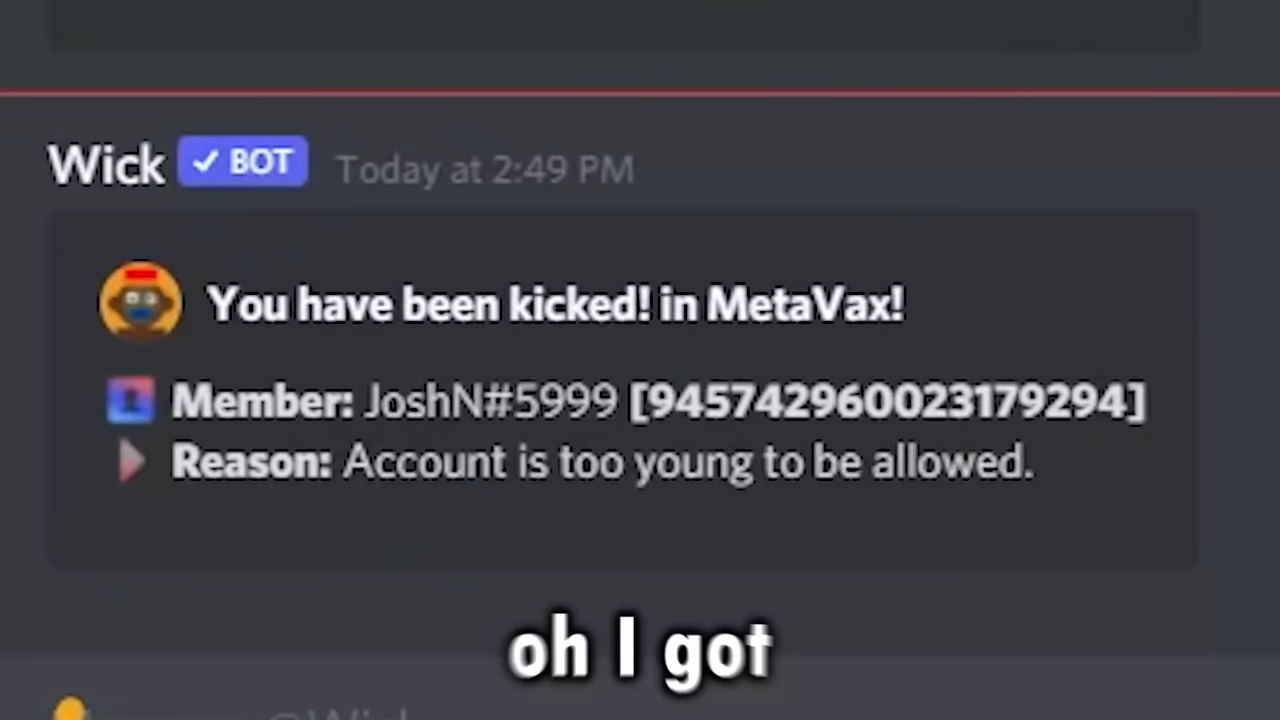 Wick ✓ BOT Today at 2:49 PM
You have been kicked! in MetaVax!
Member: JoshN#5999 [945742960023179294]
Reason: Account is too young to be allowed.
oh I got